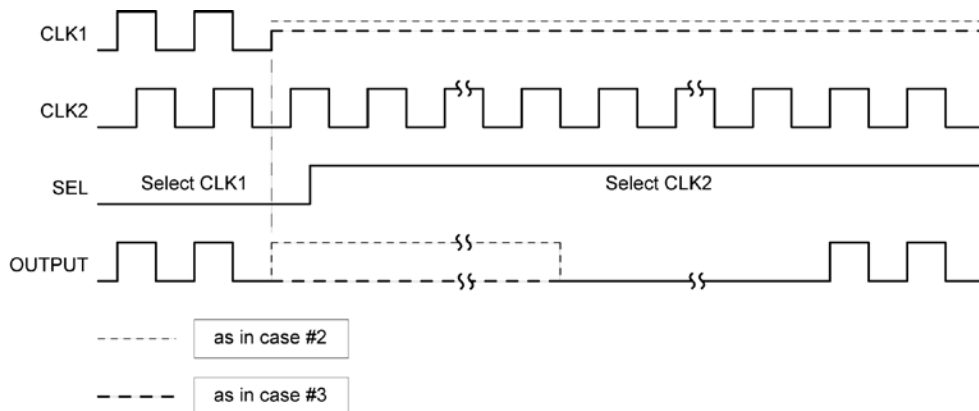 CLK1
CLK2
SEL
Select CLK1
Select CLK2
OUTPUT
as in case #2
as in case #3